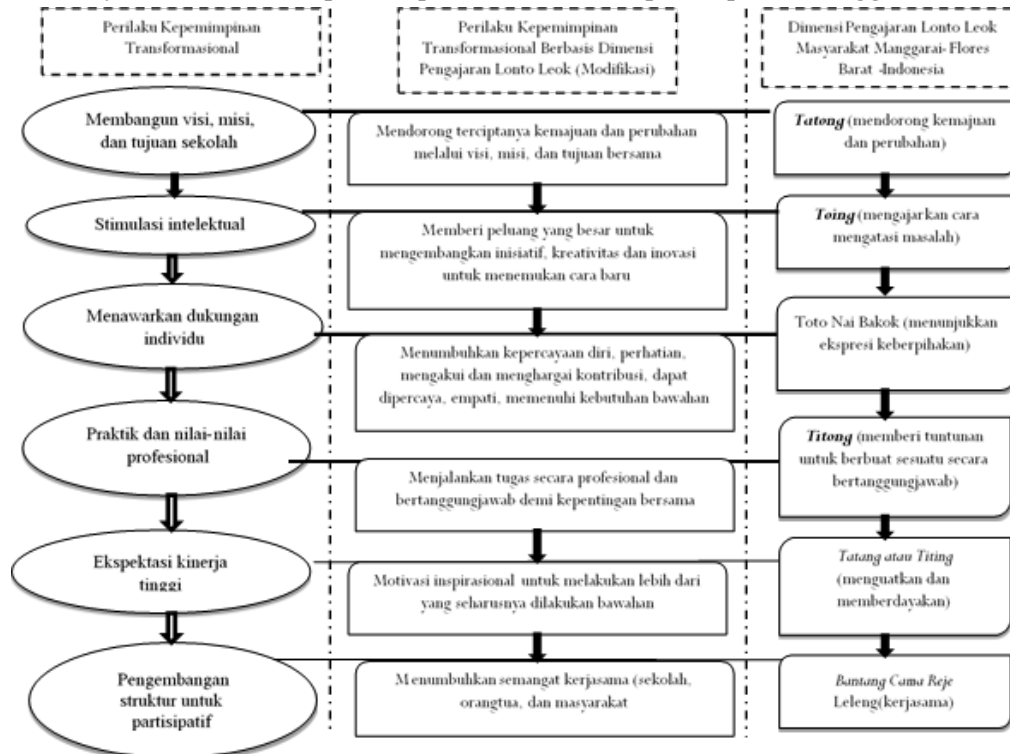 Perilaku Kepemimpinan
Transformasional
Perilaku Kepemimpinan
Transformasional Berbasis Dimensi
Pengajaran Lonto Leok (Modifikasi)
Dimensi Pengajaran Lonto Leok
Masyarakat Manggarai- Flores
Barat -Indonesia
Membangun visi, misi,
dan tujuan sekolah
Mendorong terciptanya kemajuan dan perubahan
melalui visi, misi, dan tujuan bersama
Tatong (mendorong kemajuan
dan perubahan)
Stimulasi intelektual
Memberi peluang yang besar untuk
mengembangkan inisiatif, kreativitas dan inovasi
untuk menemukan cara baru
Toing (mengajarkan cara
mengatasi masalah)
Menawarkan dukungan
individu
Menumbuhkan kepercayaan diri, perhatian,
mengakui dan menghargai kontribusi, dapat
dipercaya, empati, memenuhi kebutuhan bawahan
Toto Nai Bakok (menunjukkan
ekspresi keberpihakan)
Praktik dan nilai-nilai
profesional
Menjalankan tugas secara profesional dan
bertanggungjawab demi kepentingan bersama
Titong (memberi tuntunan
untuk berbuat sesuatu secara
bertanggungjawab)
Ekspektasi kinerja
tinggi
Motivasi inspirasional untuk melakukan lebih dari
yang seharusnya dilakukan bawahan
Tatang atau Titing
(menguatkan dan
memberdayakan)
Pengembangan
struktur untuk
partisipatif
Menumbuhkan semangat kerjasama (sekolah,
orangtua, dan masyarakat
Bantang Cama Reje
Leleng(kerjasama)